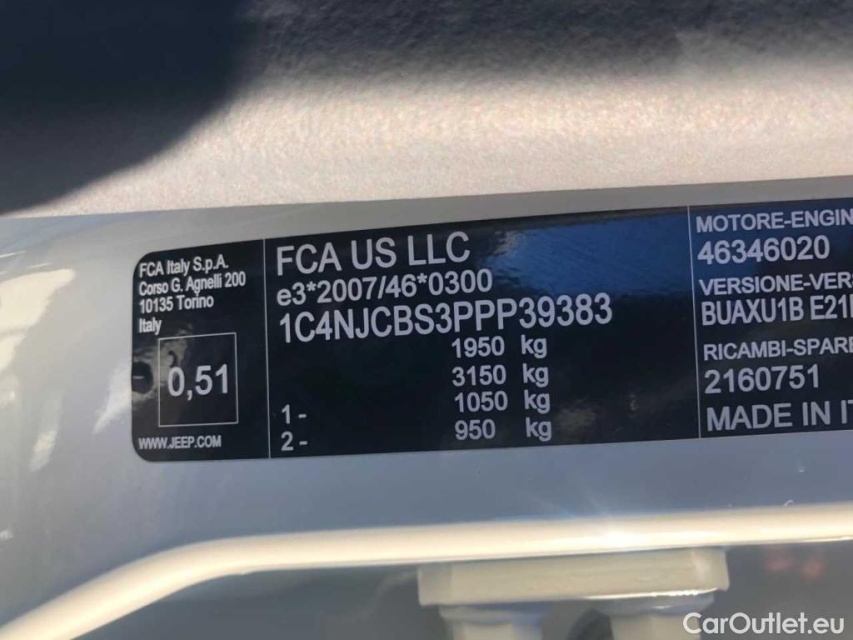 FCA Italy S.p.A.
Corso G. Agnelli 200
10135 Torino
Italy
0,51
WWW.JEEP.COM
FCA US LLC
e3*2007/46*0300
1C4NJCBS3PPP39383
1950 kg
3150 kg
1- 1050 kg
2- 950 kg
MOTORE-ENGIN
46346020
VERSIONE-VER
BUAXU1B E21
RICAMBI-SPARE
2160751
MADE IN IT
CarOutlet.eu